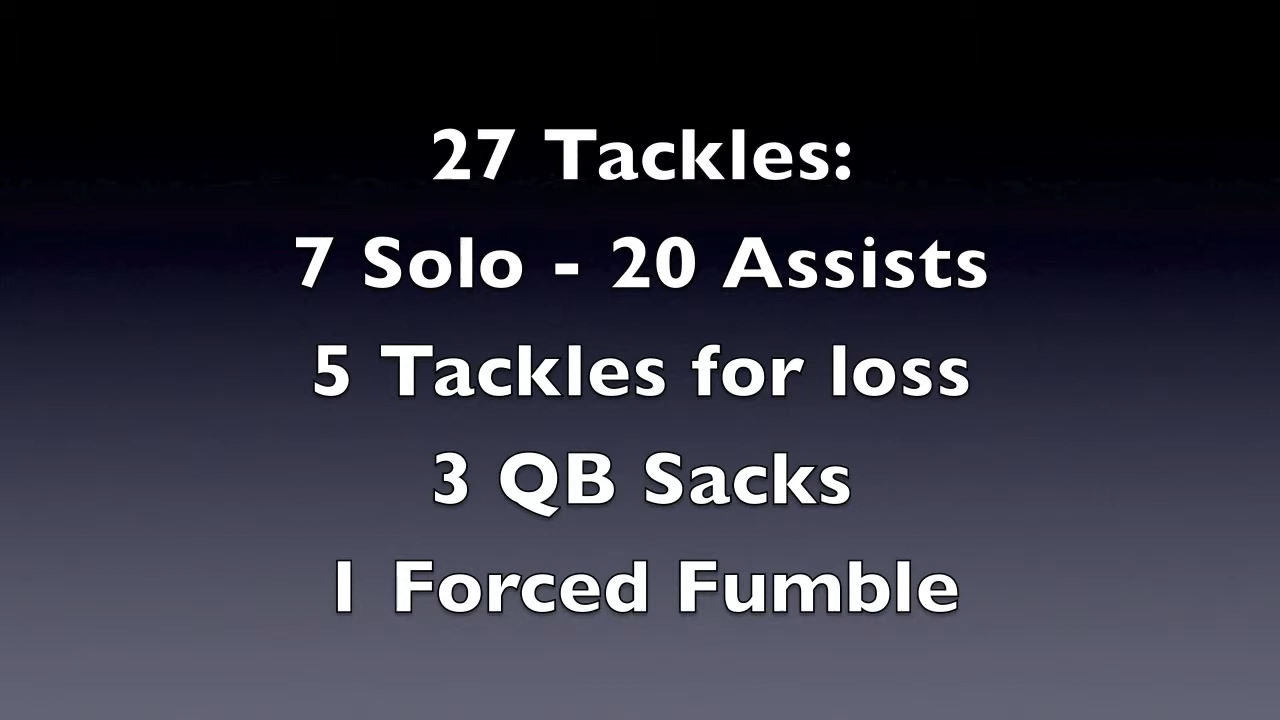 27 Tackles:
7 Solo - 20 Assists
5 Tackles for loss
3 QB Sacks
1 Forced Fumble